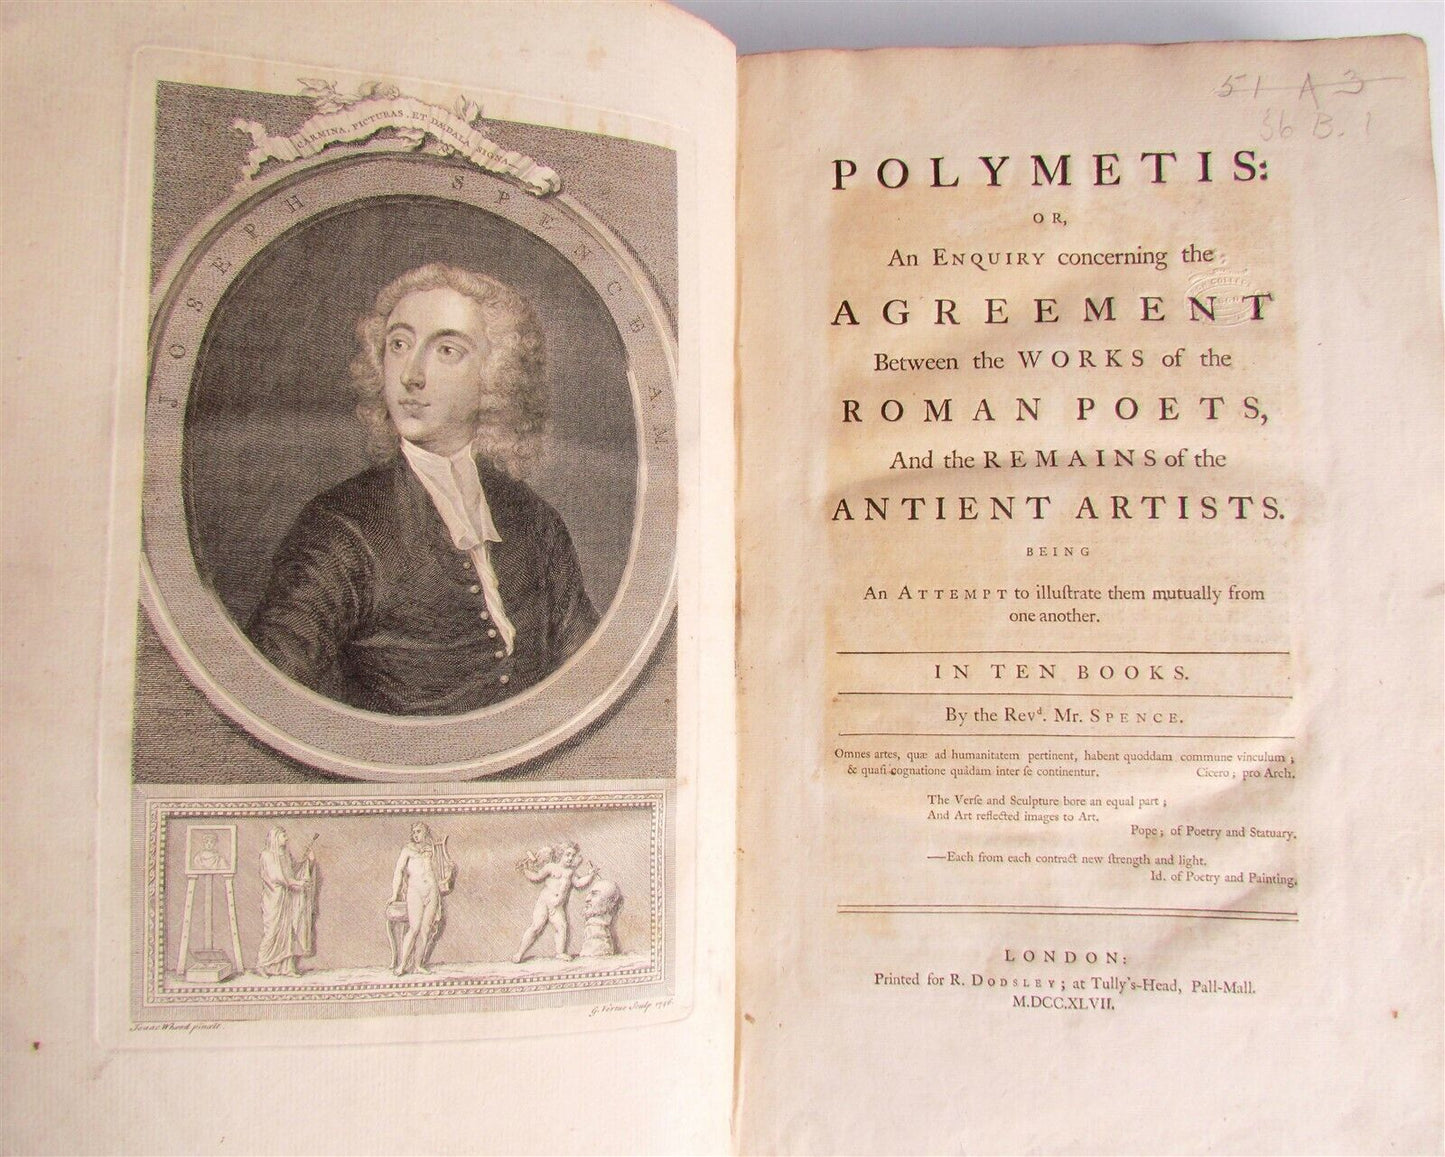 CARMINA, PICTURAS, ET DÆDALA SIGNA
JOSEPH SPENCE AM.
Isaac Whood pinxit.
G. Vertue Sculp. 1746.
51 A 3
36 B. 1
POLYMETIS:
OR,
An ENQUIRY concerning the
AGREEMENT
Between the WORKS of the
ROMAN POETS,
And the REMAINS of the
ANTIENT ARTISTS.
BEING
An ATTEMPT to illuſtrate them mutually from
one another.
IN TEN BOOKS.
By the Revᵈ. Mr. SPENCE.
Omnes artes, quæ ad humanitatem pertinent, habent quoddam commune vinculum;
& quaſi cognatione quâdam inter ſe continentur. Cicero; pro Arch.
The Verſe and Sculpture bore an equal part;
And Art reflected images to Art.
Pope; of Poetry and Statuary.
—Each from each contract new ſtrength and light.
Id. of Poetry and Painting.
LONDON:
Printed for R. DODSLEY; at Tully's-Head, Pall-Mall.
M.DCC.XLVII.